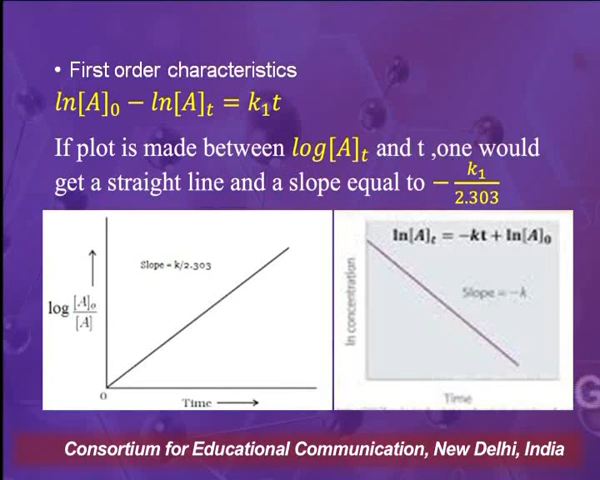 • First order characteristics
ln[A]₀ − ln[A]ₜ = k₁t
If plot is made between log[A]ₜ and t ,one would
get a straight line and a slope equal to − k₁/2.303
Slope = k/2.303
log [A]₀/[A]
0
Time
ln[A]ₜ = −kt + ln[A]₀
Slope = −k
ln concentration
Time
G
Consortium for Educational Communication, New Delhi, India